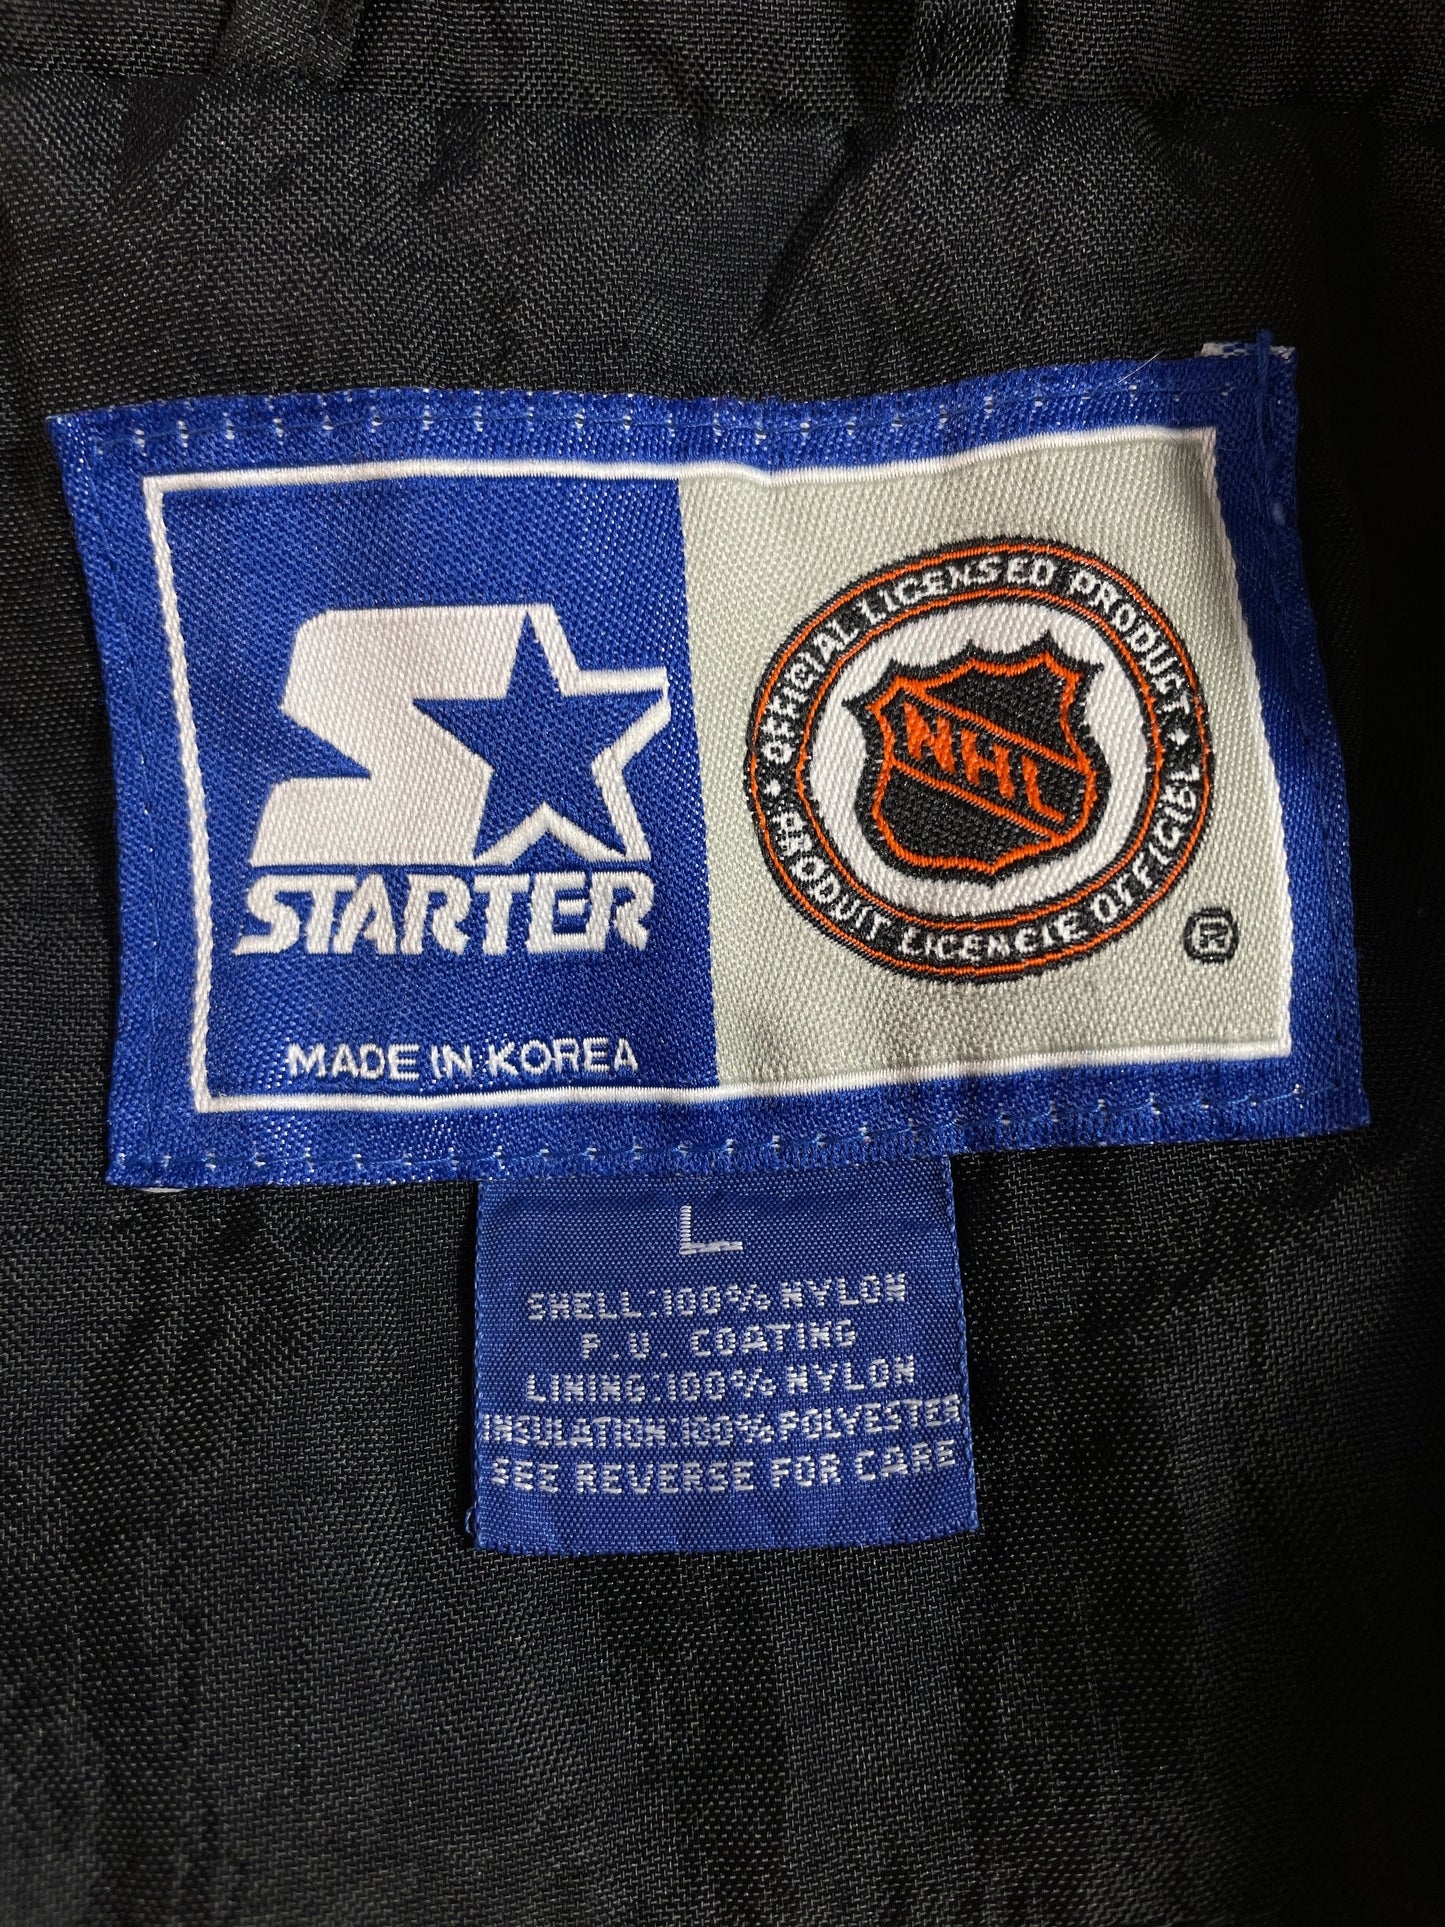 STARTER
MADE IN KOREA
OFFICIAL LICENSED PRODUCT
NHL
PRODUIT LICENCIE OFFICIEL
®
L
SHELL:100% NYLON
P.U. COATING
LINING:100% NYLON
INSULATION:100% POLYESTER
SEE REVERSE FOR CARE